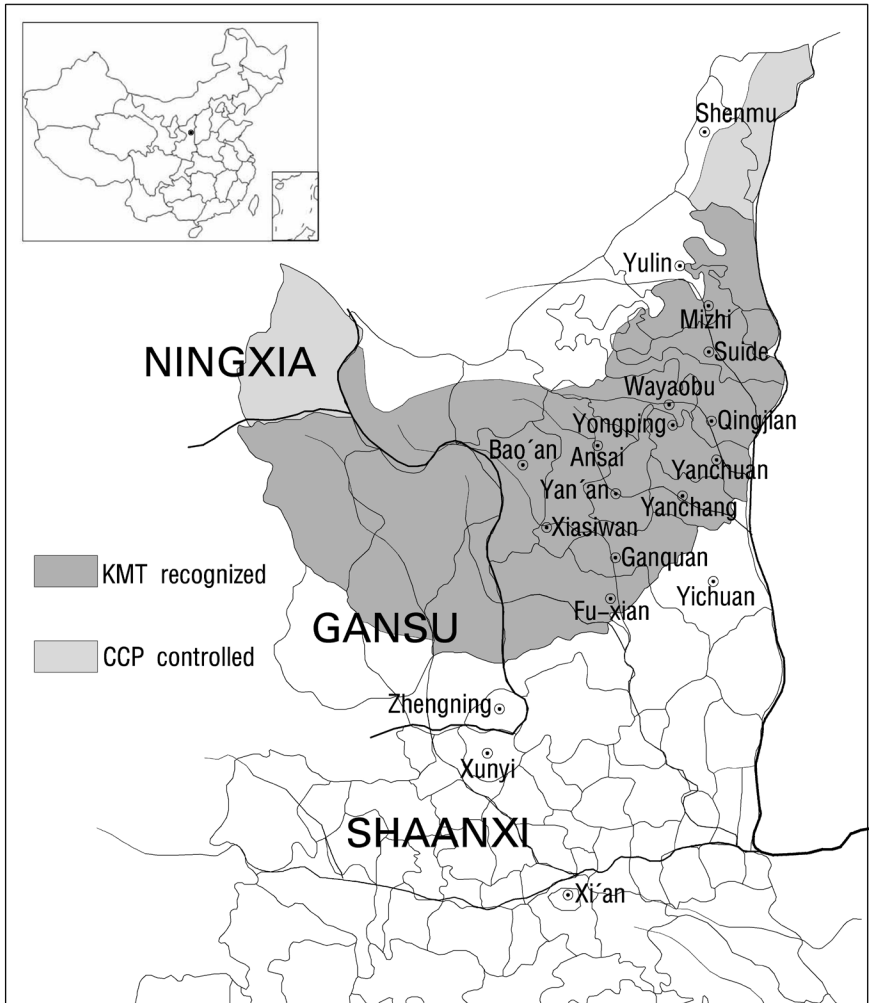 Shenmu
Yulin
Mizhi
NINGXIA
Suide
Wayaobu
Yongping
Qingjian
Bao´an
Ansai
Yanchuan
Yan´an
Yanchang
Xiasiwan
Ganquan
KMT recognized
Yichuan
Fu-xian
GANSU
CCP controlled
Zhengning
Xunyi
SHAANXI
Xi´an